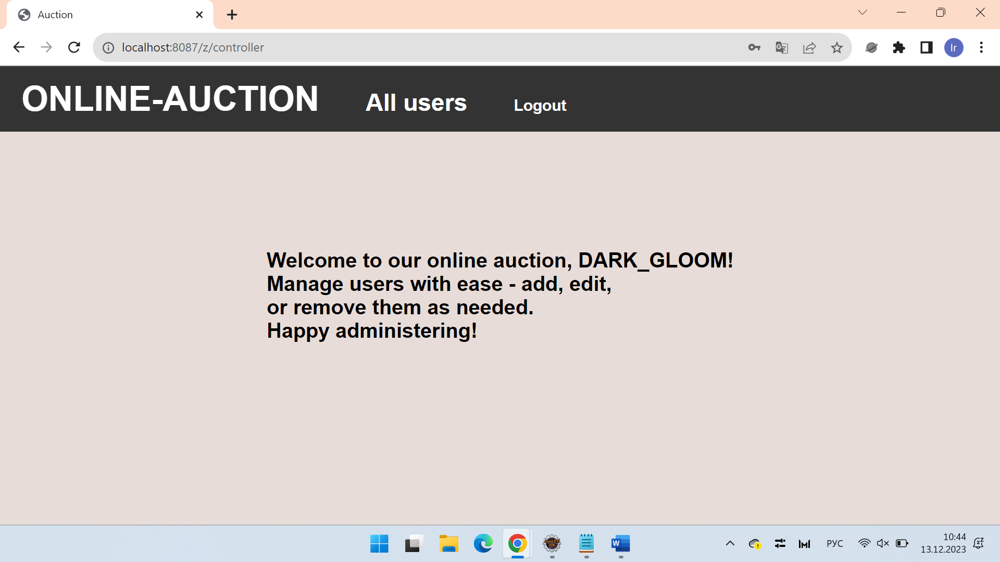 Auction
localhost:8087/z/controller
Ir
ONLINE-AUCTION All users Logout
Welcome to our online auction, DARK_GLOOM!
Manage users with ease - add, edit,
or remove them as needed.
Happy administering!
РУС
10:44
13.12.2023